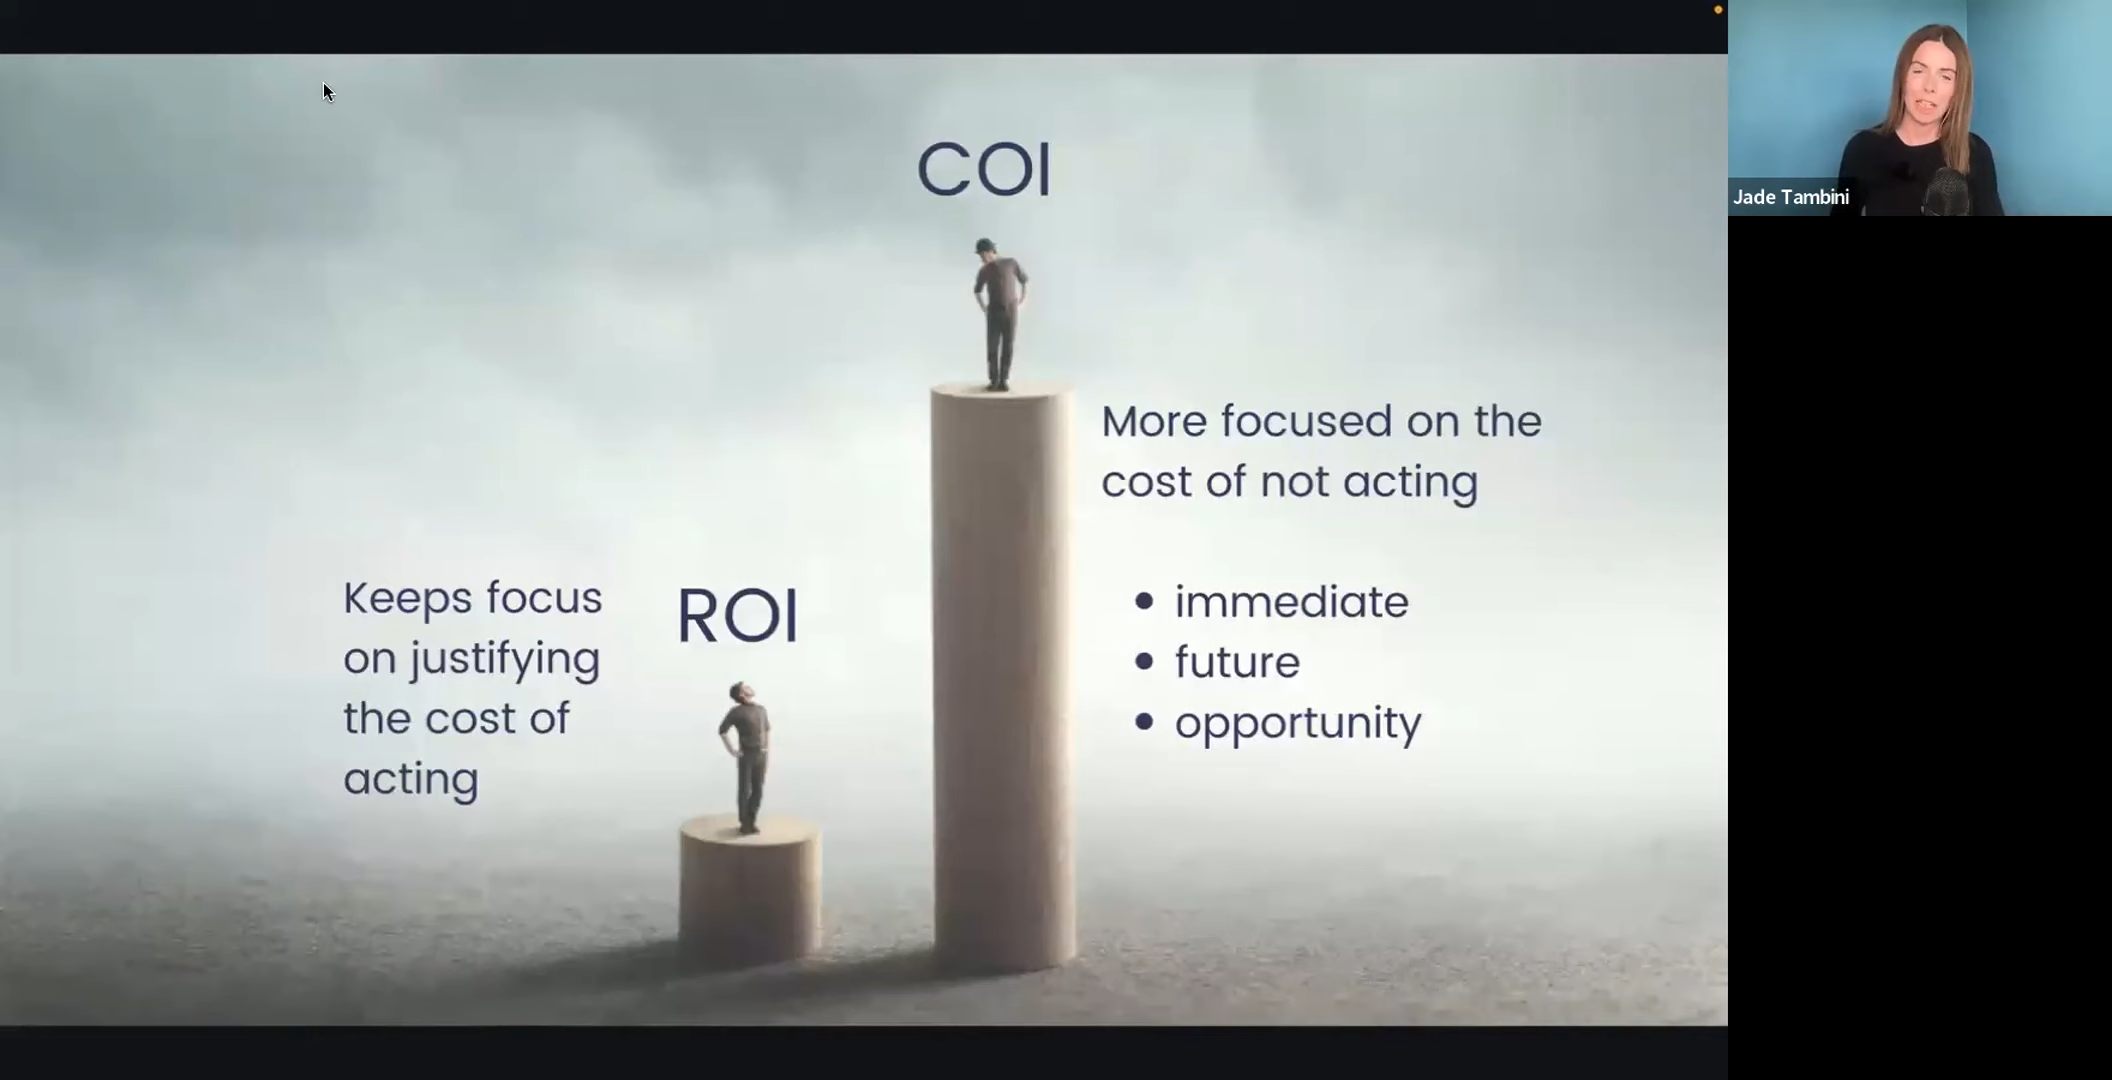 COI
More focused on the
cost of not acting
• immediate
• future
• opportunity
ROI
Keeps focus
on justifying
the cost of
acting
Jade Tambini